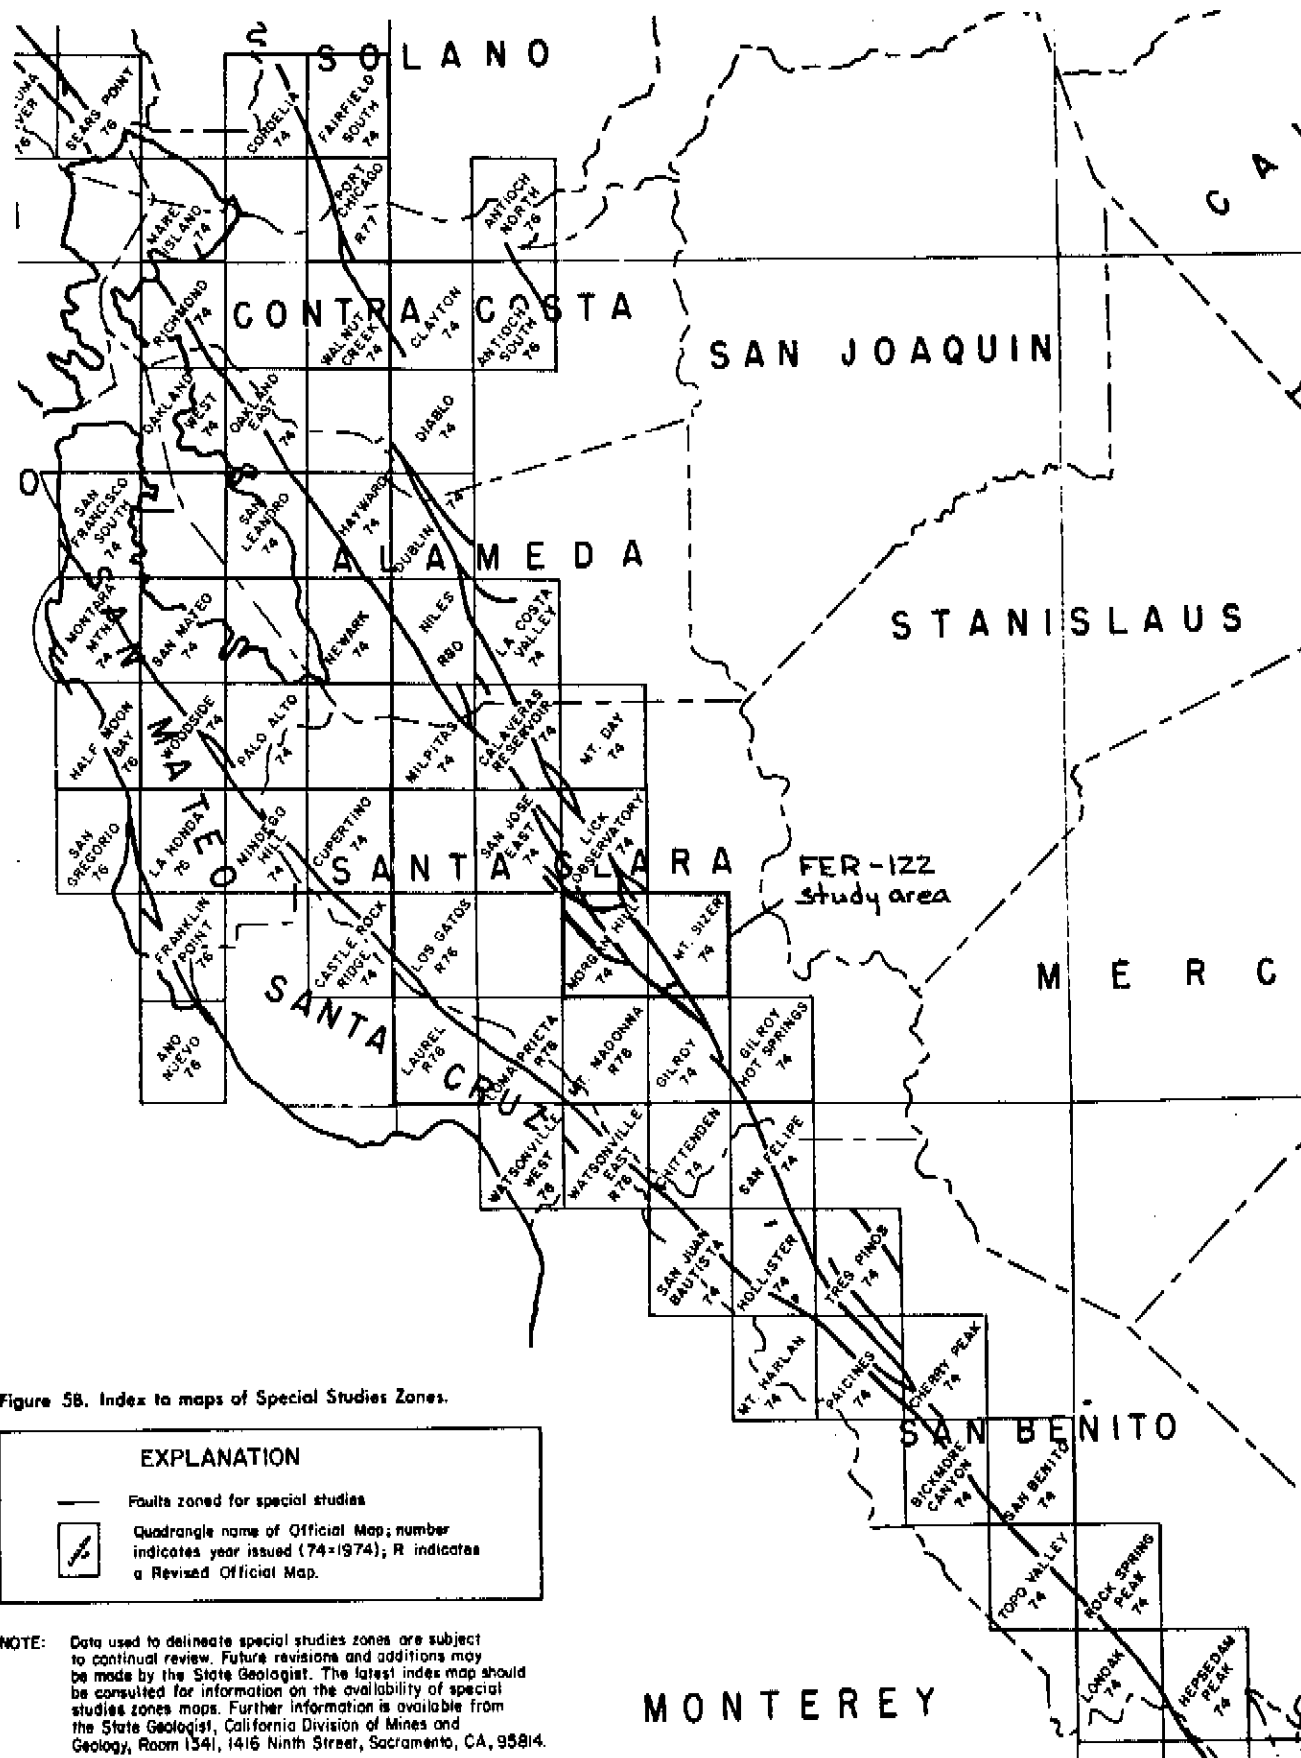 SOLANO
SEARS POINT
76
76
CORDELIA
74
FAIRFIELD
SOUTH
74
MARE
ISLAND
74
PORT
CHICAGO
R77
ANTIOCH
NORTH
76
C A
RICHMOND
74
CONTRA COSTA
WALNUT
CREEK
74
CLAYTON
74
ANTIOCH
SOUTH
76
SAN JOAQUIN
OAKLAND
WEST
74
OAKLAND
EAST
74
DIABLO
74
SAN
FRANCISCO
SOUTH
74
SAN
LEANDRO
74
HAYWARD
74
DUBLIN
74
ALAMEDA
MONTARA
MTN.
74
SAN MATEO
74
NEWARK
74
NILES
R80
LA COSTA
VALLEY
74
STANISLAUS
SAN MATEO
HALF MOON
BAY
76
WOODSIDE
74
PALO ALTO
74
MILPITAS
74
CALAVERAS
RESERVOIR
74
MT. DAY
74
SAN
GREGORIO
76
LA HONDA
76
MINDEGO
HILL
74
CUPERTINO
74
SAN JOSE
EAST
74
LICK
OBSERVATORY
74
SANTA CLARA
FER-122
study area
FRANKLIN
POINT
76
CASTLE ROCK
RIDGE
74
LOS GATOS
R76
MORGAN HILL
74
MT. SIZER
74
MERC
SANTA CRUZ
ANO
NUEVO
76
LAUREL
R76
LOMA PRIETA
R76
MT. MADONNA
R76
GILROY
74
GILROY
HOT SPRINGS
74
WATSONVILLE
WEST
76
WATSONVILLE
EAST
R76
CHITTENDEN
74
SAN FELIPE
74
SAN JUAN
BAUTISTA
74
HOLLISTER
74
TRES PINOS
74
MT. HARLAN
74
PAICINES
74
CHERRY PEAK
74
SAN BENITO
BICKMORE
CANYON
74
SAN BENITO
74
TOPO VALLEY
74
ROCK SPRING
PEAK
74
LONOAK
74
HEPSEDAM
PEAK
74
MONTEREY
Figure 5B. Index to maps of Special Studies Zones.
EXPLANATION
Faults zoned for special studies
Quadrangle name of Official Map; number
indicates year issued (74=1974); R indicates
a Revised Official Map.
NOTE: Data used to delineate special studies zones are subject
to continual review. Future revisions and additions may
be made by the State Geologist. The latest index map should
be consulted for information on the availability of special
studies zones maps. Further information is available from
the State Geologist, California Division of Mines and
Geology, Room 1341, 1416 Ninth Street, Sacramento, CA, 95814.